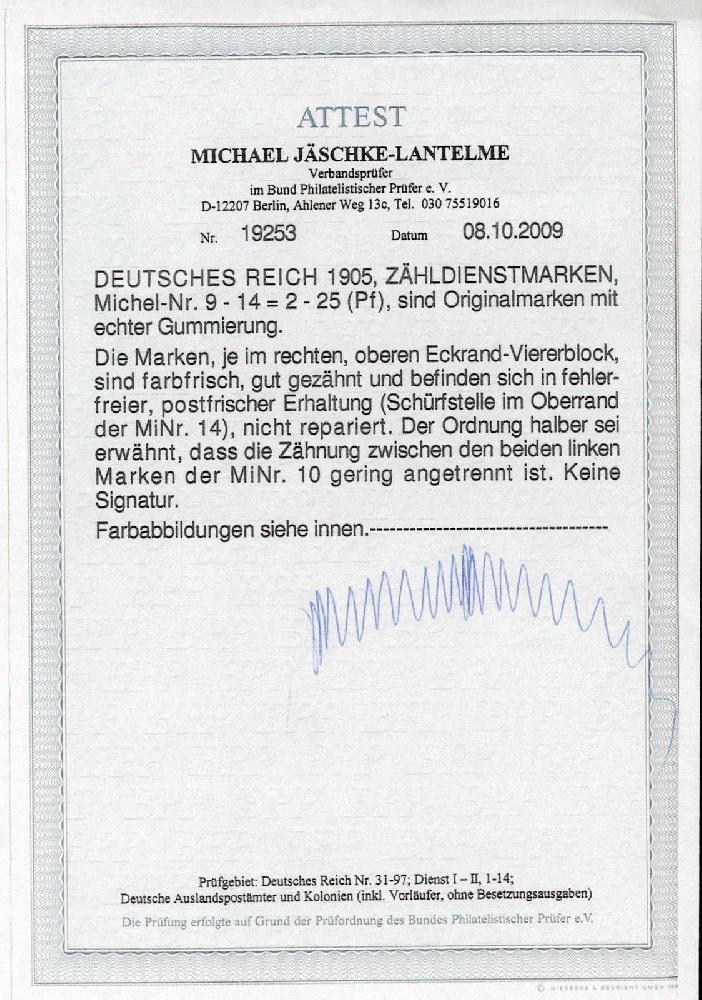 ATTEST
MICHAEL JÄSCHKE-LANTELME
Verbandsprüfer
im Bund Philatelistischer Prüfer e. V.
D-12207 Berlin, Ahlener Weg 13c, Tel. 030 75519016
Nr. 19253 Datum 08.10.2009
DEUTSCHES REICH 1905, ZÄHLDIENSTMARKEN,
Michel-Nr. 9 - 14 = 2 - 25 (Pf), sind Originalmarken mit
echter Gummierung.
Die Marken, je im rechten, oberen Eckrand-Viererblock,
sind farbfrisch, gut gezähnt und befinden sich in fehler-
freier, postfrischer Erhaltung (Schürfstelle im Oberrand
der MiNr. 14), nicht repariert. Der Ordnung halber sei
erwähnt, dass die Zähnung zwischen den beiden linken
Marken der MiNr. 10 gering angetrennt ist. Keine
Signatur.
Farbabbildungen siehe innen.------------------------------------
Prüfgebiet: Deutsches Reich Nr. 31-97; Dienst I – II, 1-14;
Deutsche Auslandspostämter und Kolonien (inkl. Vorläufer, ohne Besetzungsausgaben)
Die Prüfung erfolgte auf Grund der Prüfordnung des Bundes Philatelistischer Prüfer e.V.
© GIESECKE & DEVRIENT GMBH